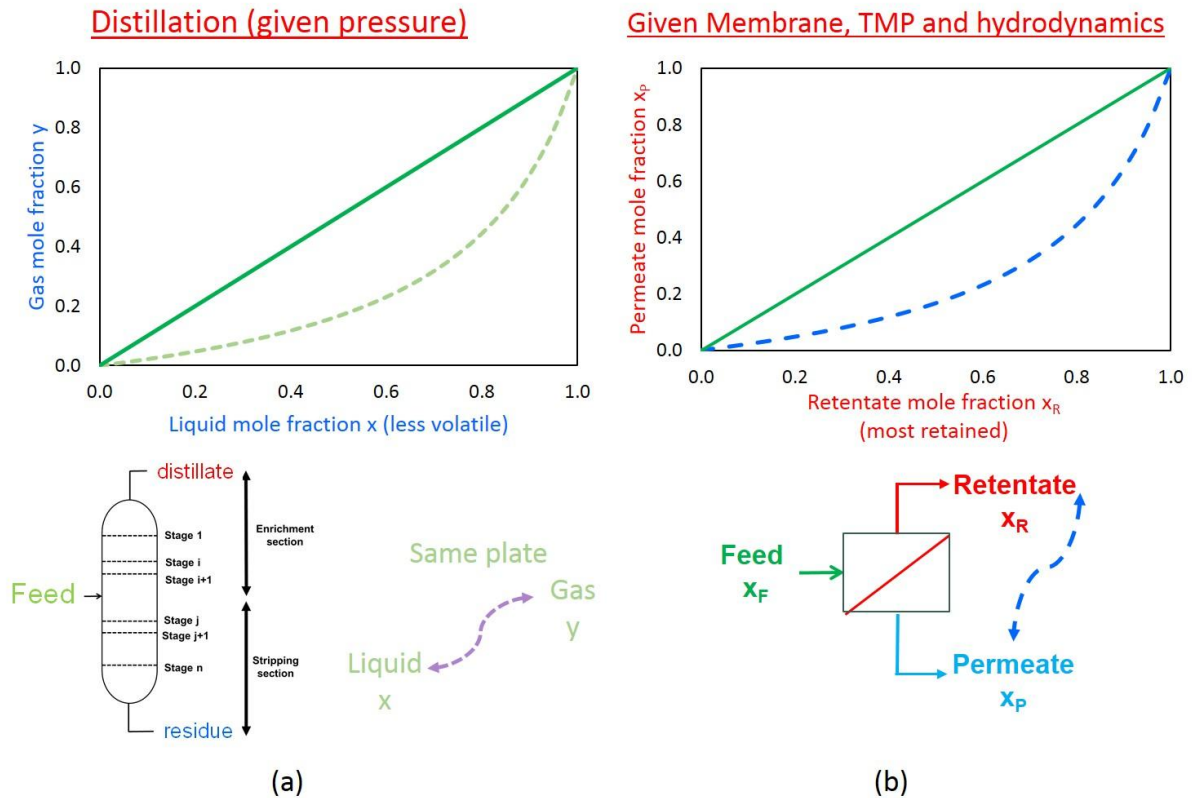 Distillation (given pressure)
Gas mole fraction y
1.0
0.8
0.6
0.4
0.2
0.0
0.0 0.2 0.4 0.6 0.8 1.0
Liquid mole fraction x (less volatile)
distillate
Stage 1
Stage i
Stage i+1
Feed
Stage j
Stage j+1
Stage n
residue
Enrichment
section
Stripping
section
Same plate
Gas
y
Liquid
x
(a)
Given Membrane, TMP and hydrodynamics
Permeate mole fraction xP
1.0
0.8
0.6
0.4
0.2
0.0
0.0 0.2 0.4 0.6 0.8 1.0
Retentate mole fraction xR
(most retained)
Retentate
xR
Feed
xF
Permeate
xP
(b)